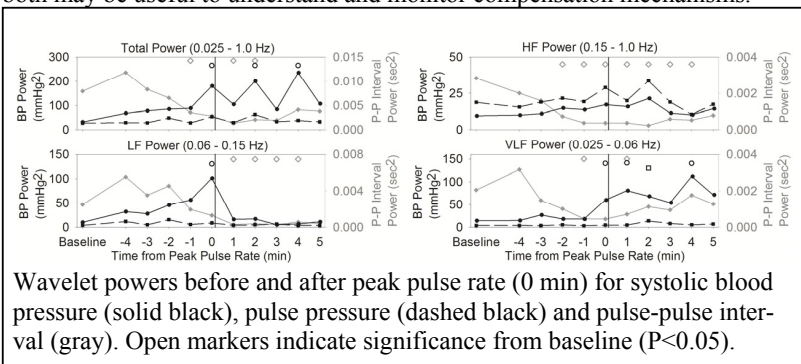 both may be useful to understand and monitor compensation mechanisms.
Total Power (0.025 - 1.0 Hz)
300
200
100
0
BP Power
(mmHg2)
0.015
0.010
0.005
0.000
P-P Interval
Power (sec2)
HF Power (0.15 - 1.0 Hz)
50
25
0
BP Power
(mmHg2)
0.004
0.002
0.000
P-P Interval
Power (sec2)
LF Power (0.06 - 0.15 Hz)
150
100
50
0
BP Power
(mmHg2)
0.008
0.004
0.000
P-P Interval
Power (sec2)
Baseline -4 -3 -2 -1 0 1 2 3 4 5
Time from Peak Pulse Rate (min)
VLF Power (0.025 - 0.06 Hz)
150
100
50
0
BP Power
(mmHg2)
0.004
0.002
0.000
P-P Interval
Power (sec2)
Baseline -4 -3 -2 -1 0 1 2 3 4 5
Time from Peak Pulse Rate (min)
Wavelet powers before and after peak pulse rate (0 min) for systolic blood
pressure (solid black), pulse pressure (dashed black) and pulse-pulse inter-
val (gray). Open markers indicate significance from baseline (P<0.05).